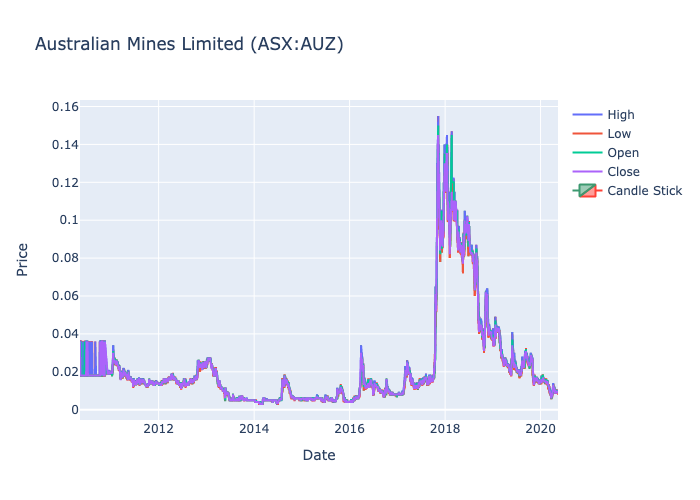 Australian Mines Limited (ASX:AUZ)
0.16
0.14
0.12
0.1
0.08
0.06
0.04
0.02
0
Price
2012
2014
2016
2018
2020
Date
High
Low
Open
Close
Candle Stick